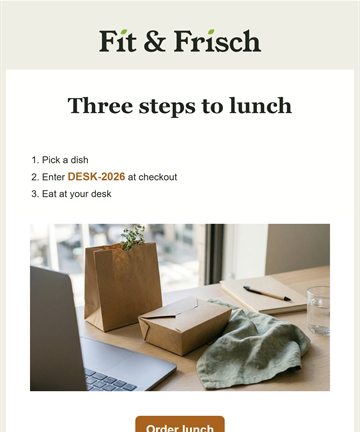 Fit & Frisch
Three steps to lunch
1. Pick a dish
2. Enter DESK-2026 at checkout
3. Eat at your desk
Order lunch